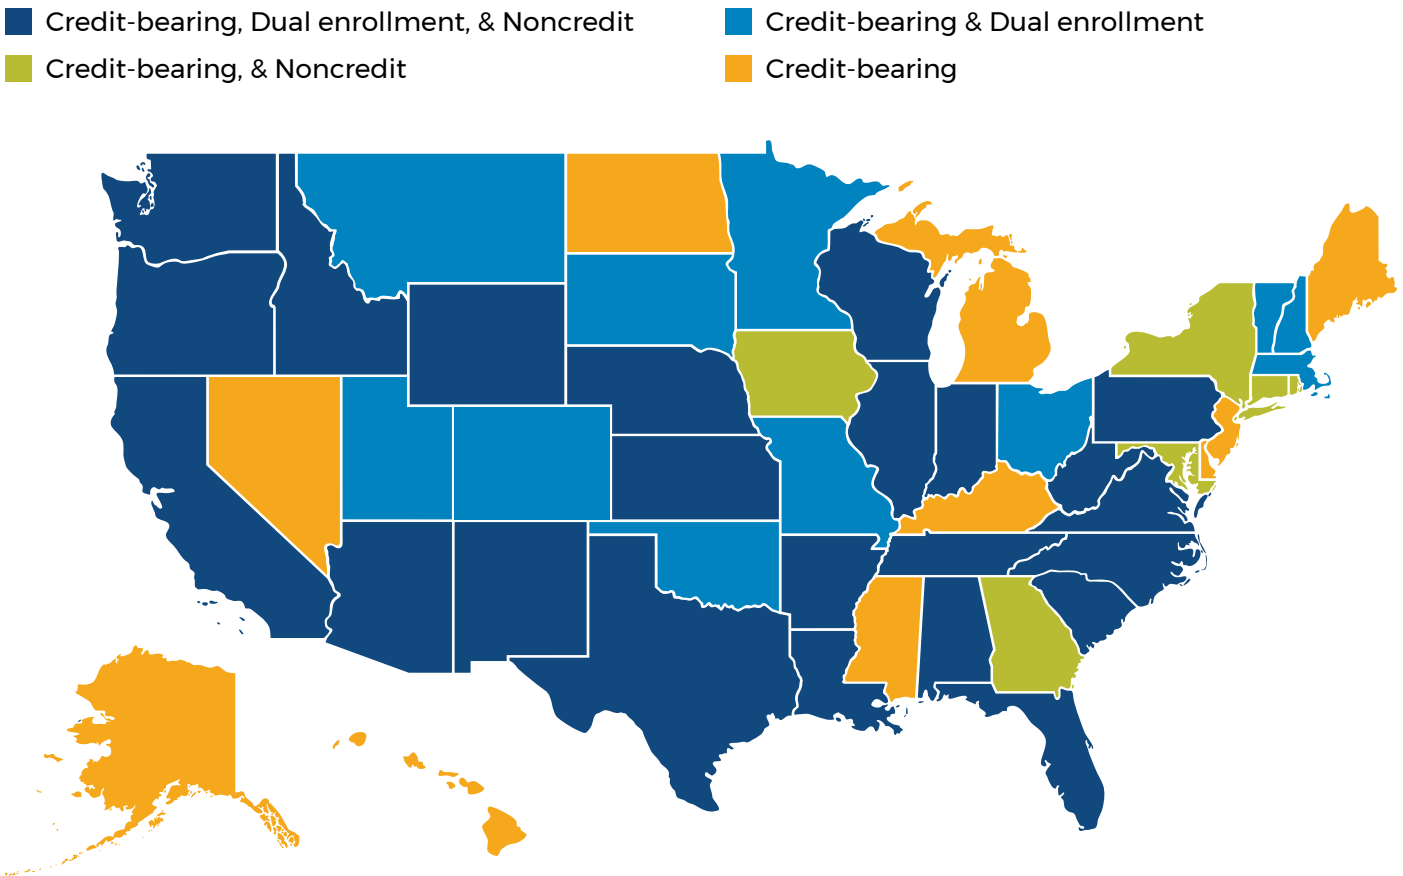 Credit-bearing, Dual enrollment, & Noncredit
Credit-bearing & Dual enrollment
Credit-bearing, & Noncredit
Credit-bearing